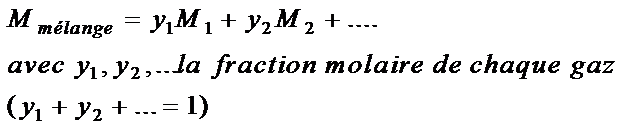 M mélange = y₁M₁ + y₂M₂ + ....
avec y₁, y₂,...la fraction molaire de chaque gaz
(y₁ + y₂ + ... = 1)